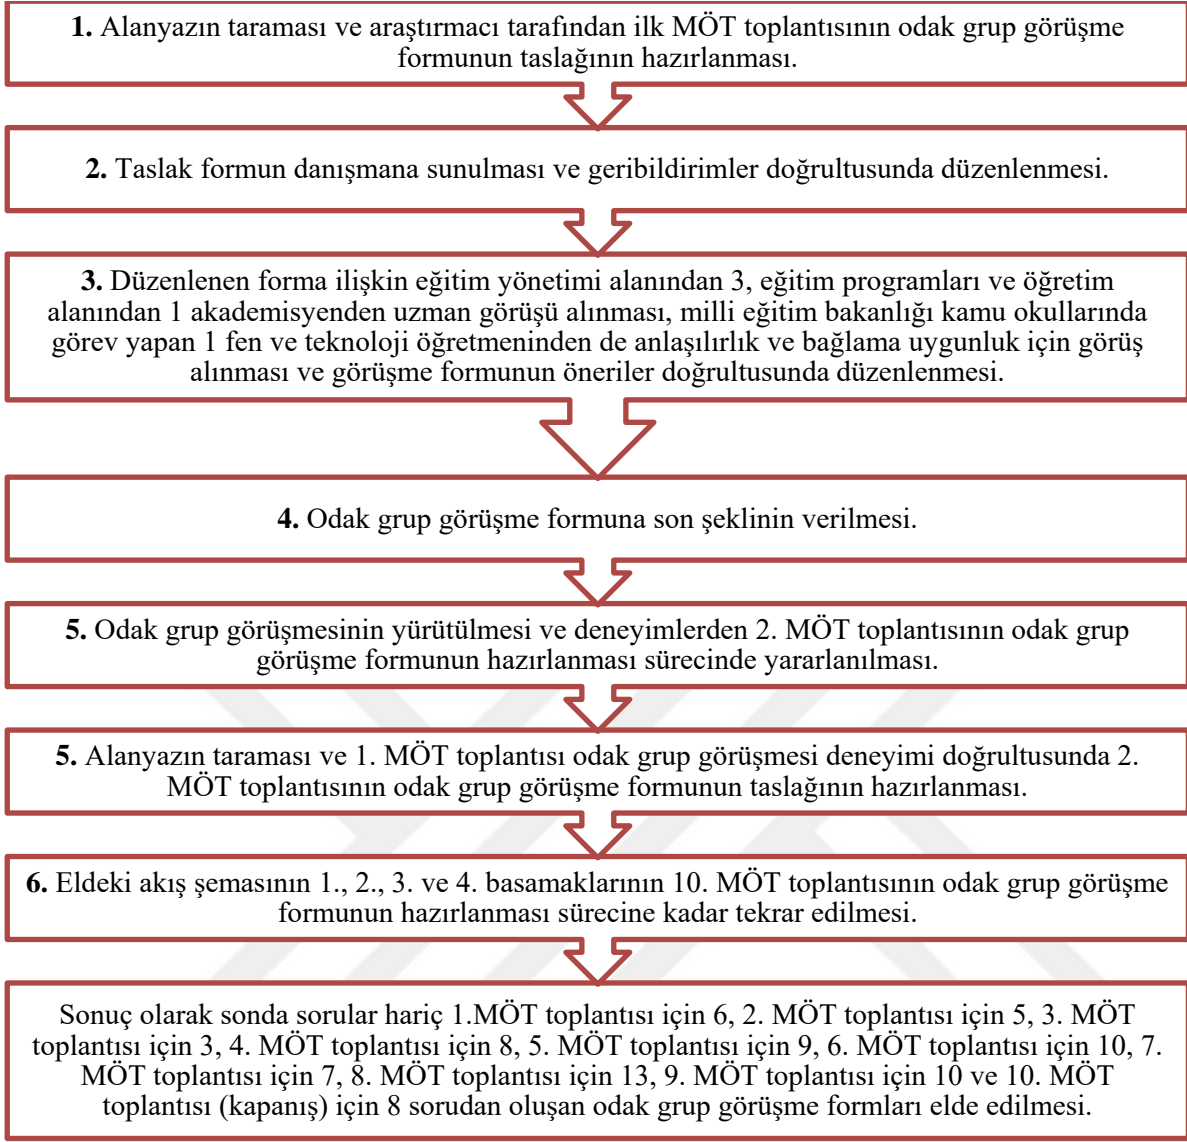 1. Alanyazın taraması ve araştırmacı tarafından ilk MÖT toplantısının odak grup görüşme
formunun taslağının hazırlanması.
2. Taslak formun danışmana sunulması ve geribildirimler doğrultusunda düzenlenmesi.
3. Düzenlenen forma ilişkin eğitim yönetimi alanından 3, eğitim programları ve öğretim
alanından 1 akademisyenden uzman görüşü alınması, milli eğitim bakanlığı kamu okullarında
görev yapan 1 fen ve teknoloji öğretmeninden de anlaşılırlık ve bağlama uygunluk için görüş
alınması ve görüşme formunun öneriler doğrultusunda düzenlenmesi.
4. Odak grup görüşme formuna son şeklinin verilmesi.
5. Odak grup görüşmesinin yürütülmesi ve deneyimlerden 2. MÖT toplantısının odak grup
görüşme formunun hazırlanması sürecinde yararlanılması.
5. Alanyazın taraması ve 1. MÖT toplantısı odak grup görüşmesi deneyimi doğrultusunda 2.
MÖT toplantısının odak grup görüşme formunun taslağının hazırlanması.
6. Eldeki akış şemasının 1., 2., 3. ve 4. basamaklarının 10. MÖT toplantısının odak grup görüşme
formunun hazırlanması sürecine kadar tekrar edilmesi.
Sonuç olarak sonda sorular hariç 1.MÖT toplantısı için 6, 2. MÖT toplantısı için 5, 3. MÖT
toplantısı için 3, 4. MÖT toplantısı için 8, 5. MÖT toplantısı için 9, 6. MÖT toplantısı için 10, 7.
MÖT toplantısı için 7, 8. MÖT toplantısı için 13, 9. MÖT toplantısı için 10 ve 10. MÖT
toplantısı (kapanış) için 8 sorudan oluşan odak grup görüşme formları elde edilmesi.